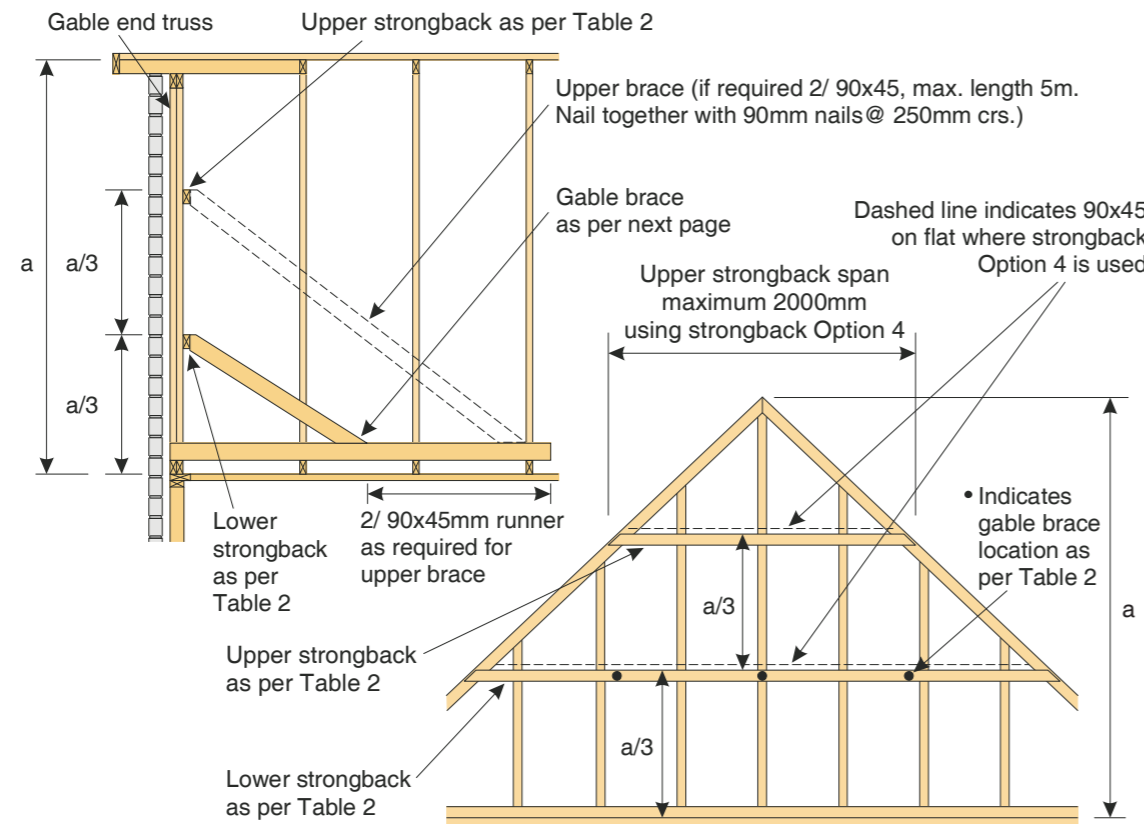 Gable end truss
Upper strongback as per Table 2
Upper brace (if required 2/ 90x45, max. length 5m.
Nail together with 90mm nails@ 250mm crs.)
Gable brace
as per next page
a
a/3
a/3
Lower
strongback
as per
Table 2
2/ 90x45mm runner
as required for
upper brace
Dashed line indicates 90x45
on flat where strongback
Option 4 is used
Upper strongback span
maximum 2000mm
using strongback Option 4
• Indicates
gable brace
location as
per Table 2
a/3
a
Upper strongback
as per Table 2
a/3
Lower strongback
as per Table 2